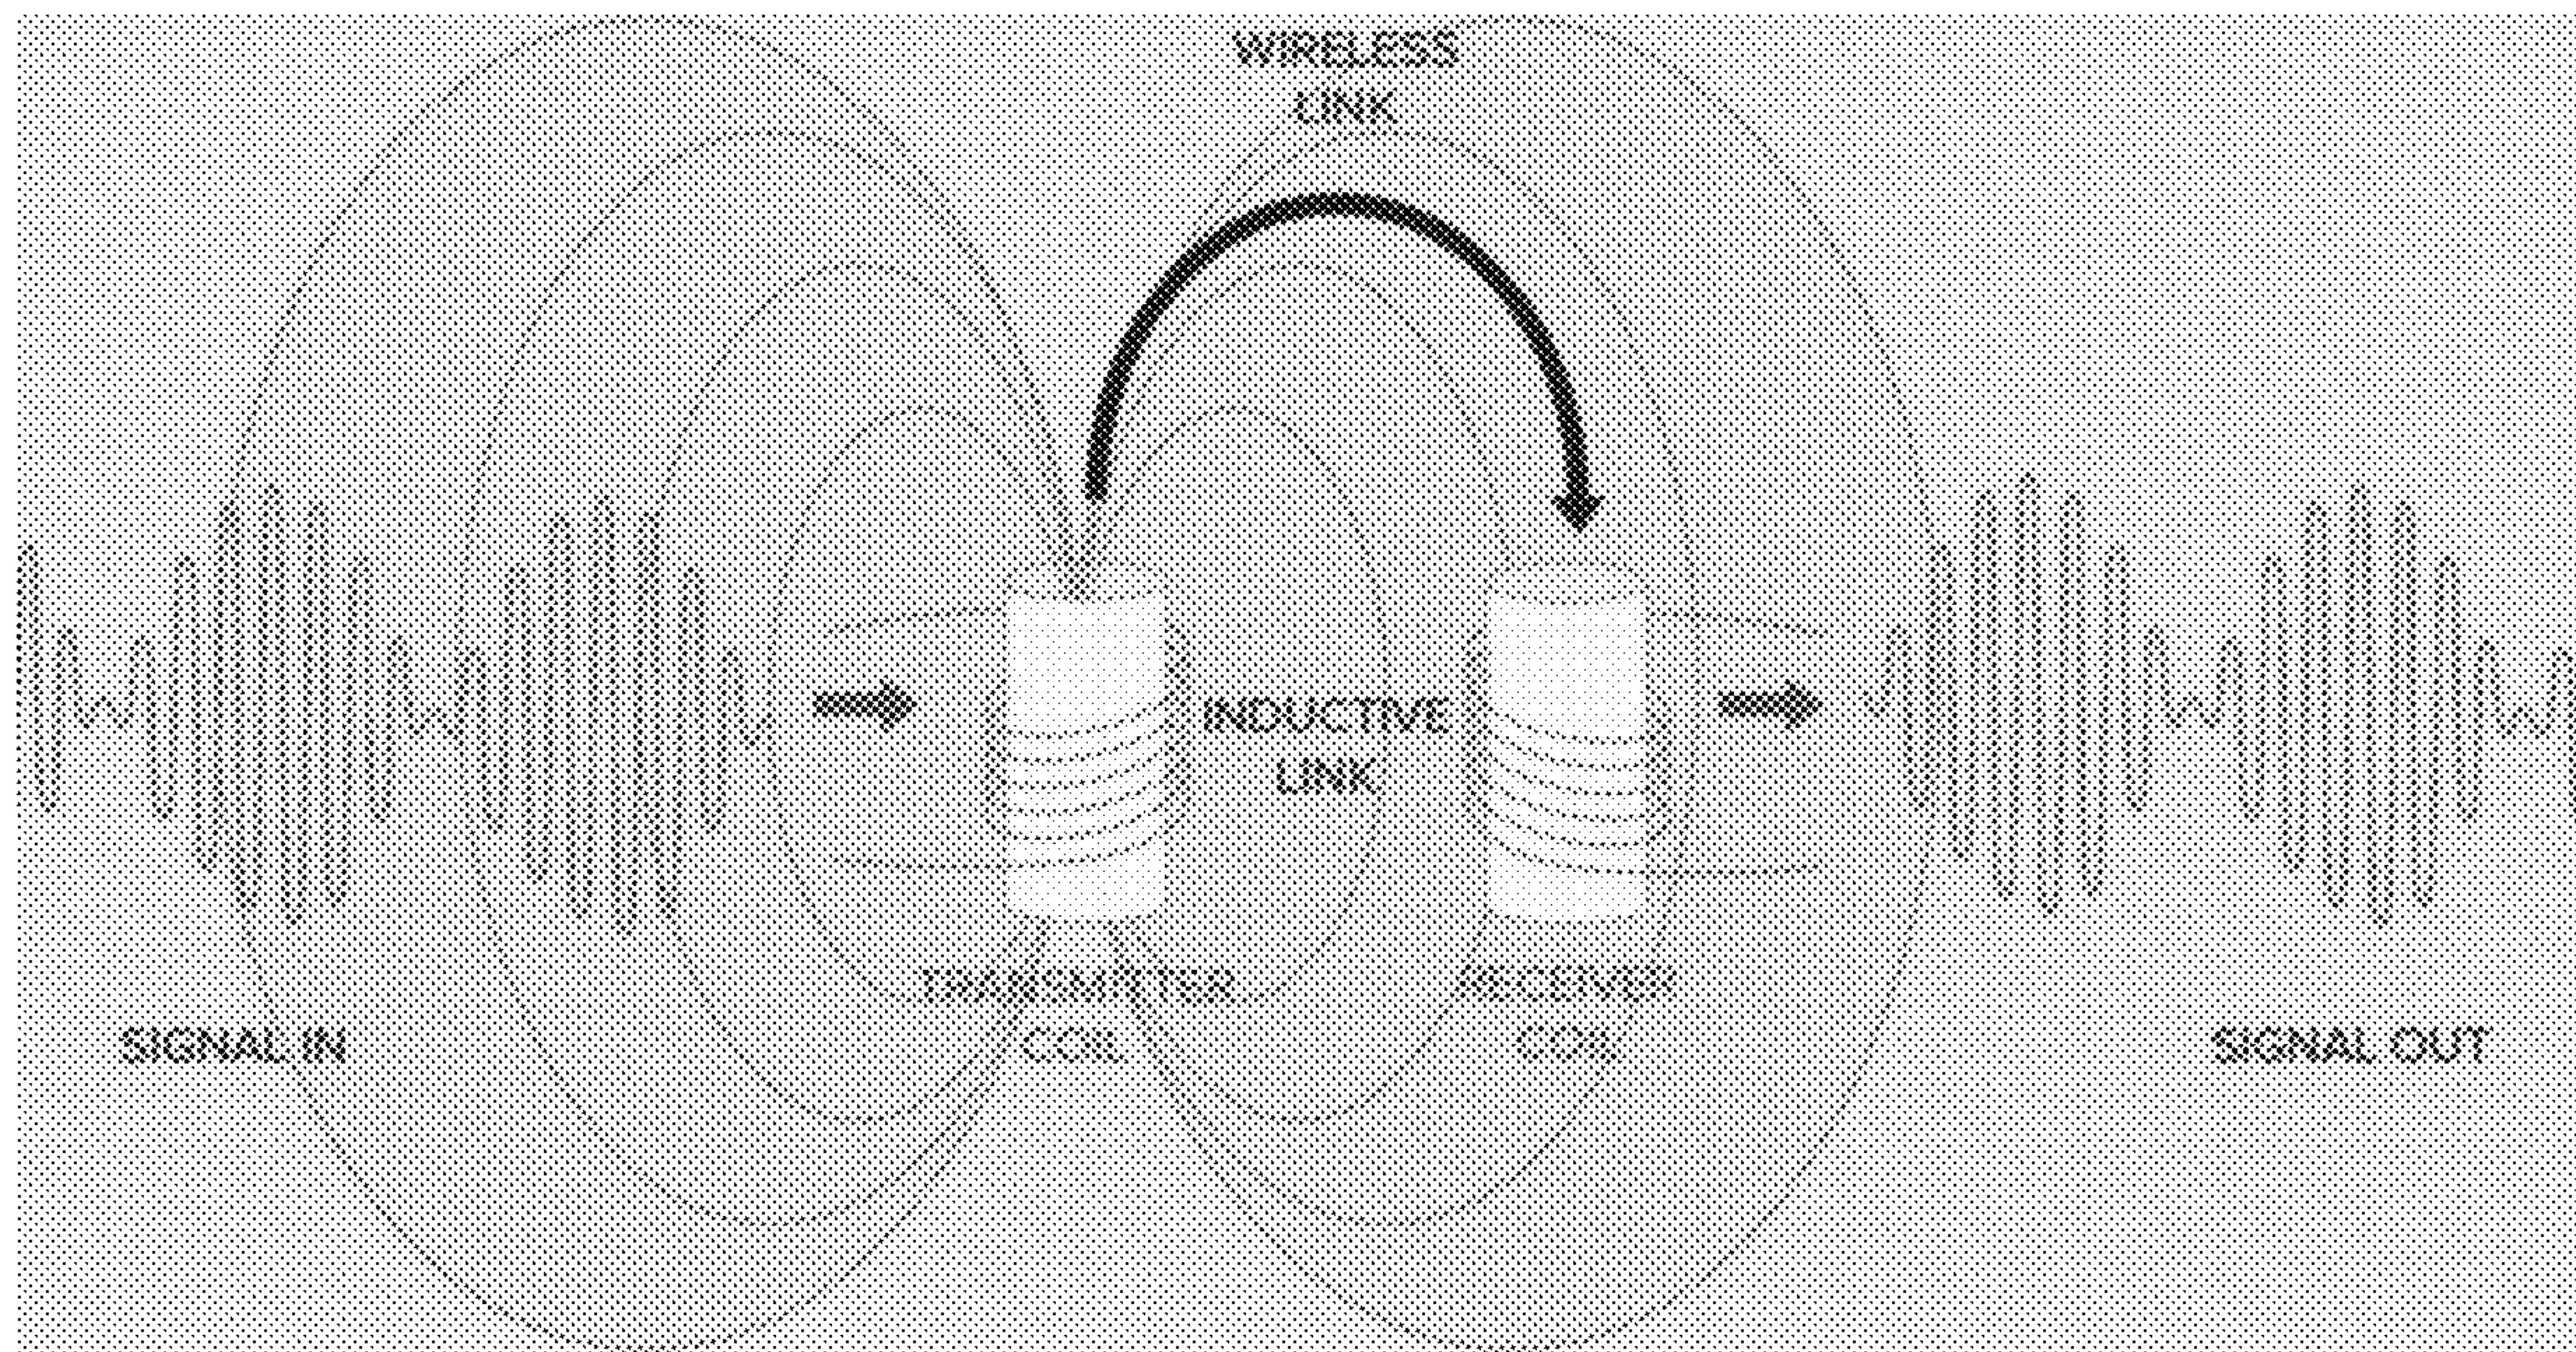 WIRELESS
LINK
INDUCTIVE
LINK
TRANSMITTER
COIL
RECEIVER
COIL
SIGNAL IN
SIGNAL OUT